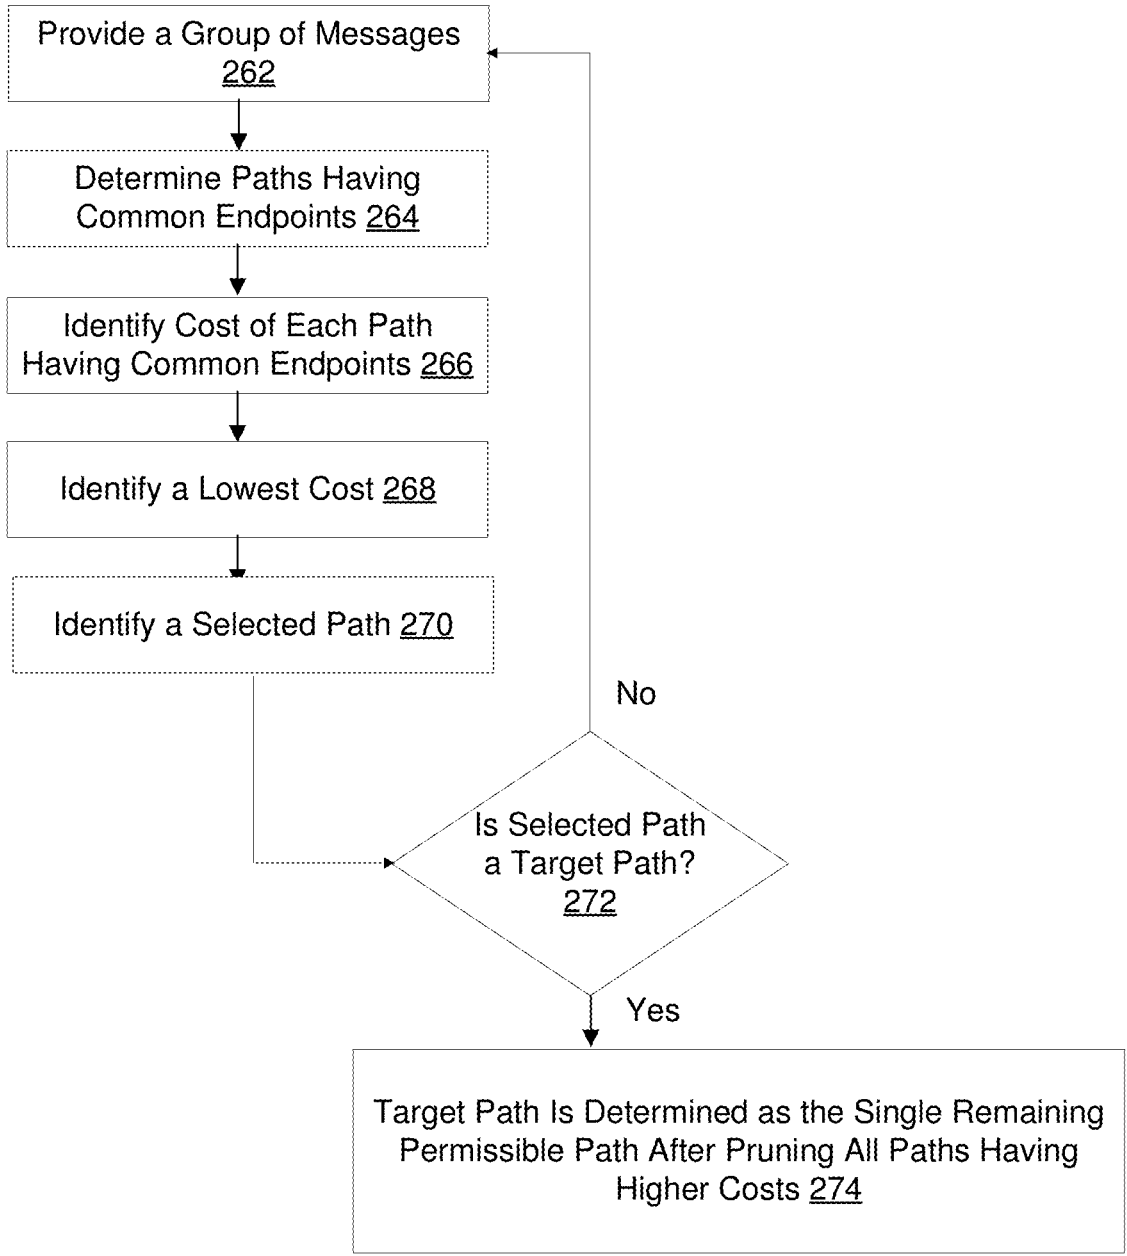 Provide a Group of Messages
262
Determine Paths Having
Common Endpoints 264
Identify Cost of Each Path
Having Common Endpoints 266
Identify a Lowest Cost 268
Identify a Selected Path 270
No
Is Selected Path
a Target Path?
272
Yes
Target Path Is Determined as the Single Remaining
Permissible Path After Pruning All Paths Having
Higher Costs 274